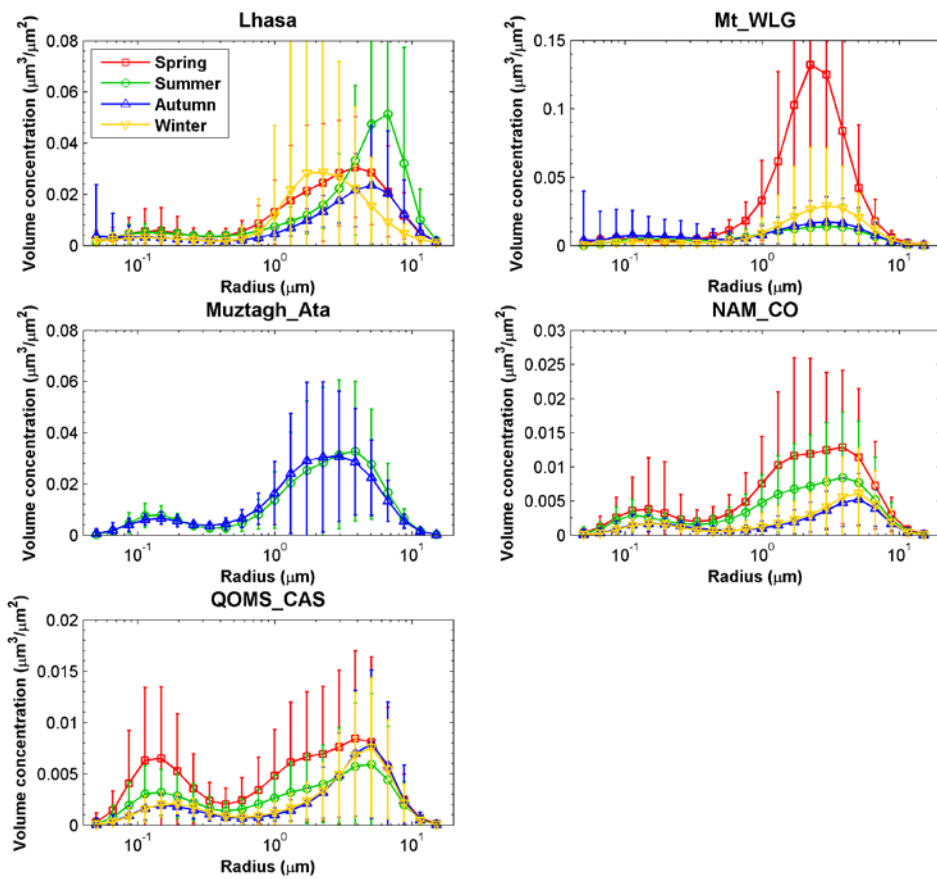 Lhasa
Volume concentration (μm³/μm²)
0.08
0.06
0.04
0.02
0
Spring
Summer
Autumn
Winter
10⁻¹ 10⁰ 10¹
Radius (μm)
Mt_WLG
Volume concentration (μm³/μm²)
0.15
0.1
0.05
0
10⁻¹ 10⁰ 10¹
Radius (μm)
Muztagh_Ata
Volume concentration (μm³/μm²)
0.08
0.06
0.04
0.02
0
10⁻¹ 10⁰ 10¹
Radius (μm)
NAM_CO
Volume concentration (μm³/μm²)
0.03
0.025
0.02
0.015
0.01
0.005
0
10⁻¹ 10⁰ 10¹
Radius (μm)
QOMS_CAS
Volume concentration (μm³/μm²)
0.02
0.015
0.01
0.005
0
10⁻¹ 10⁰ 10¹
Radius (μm)